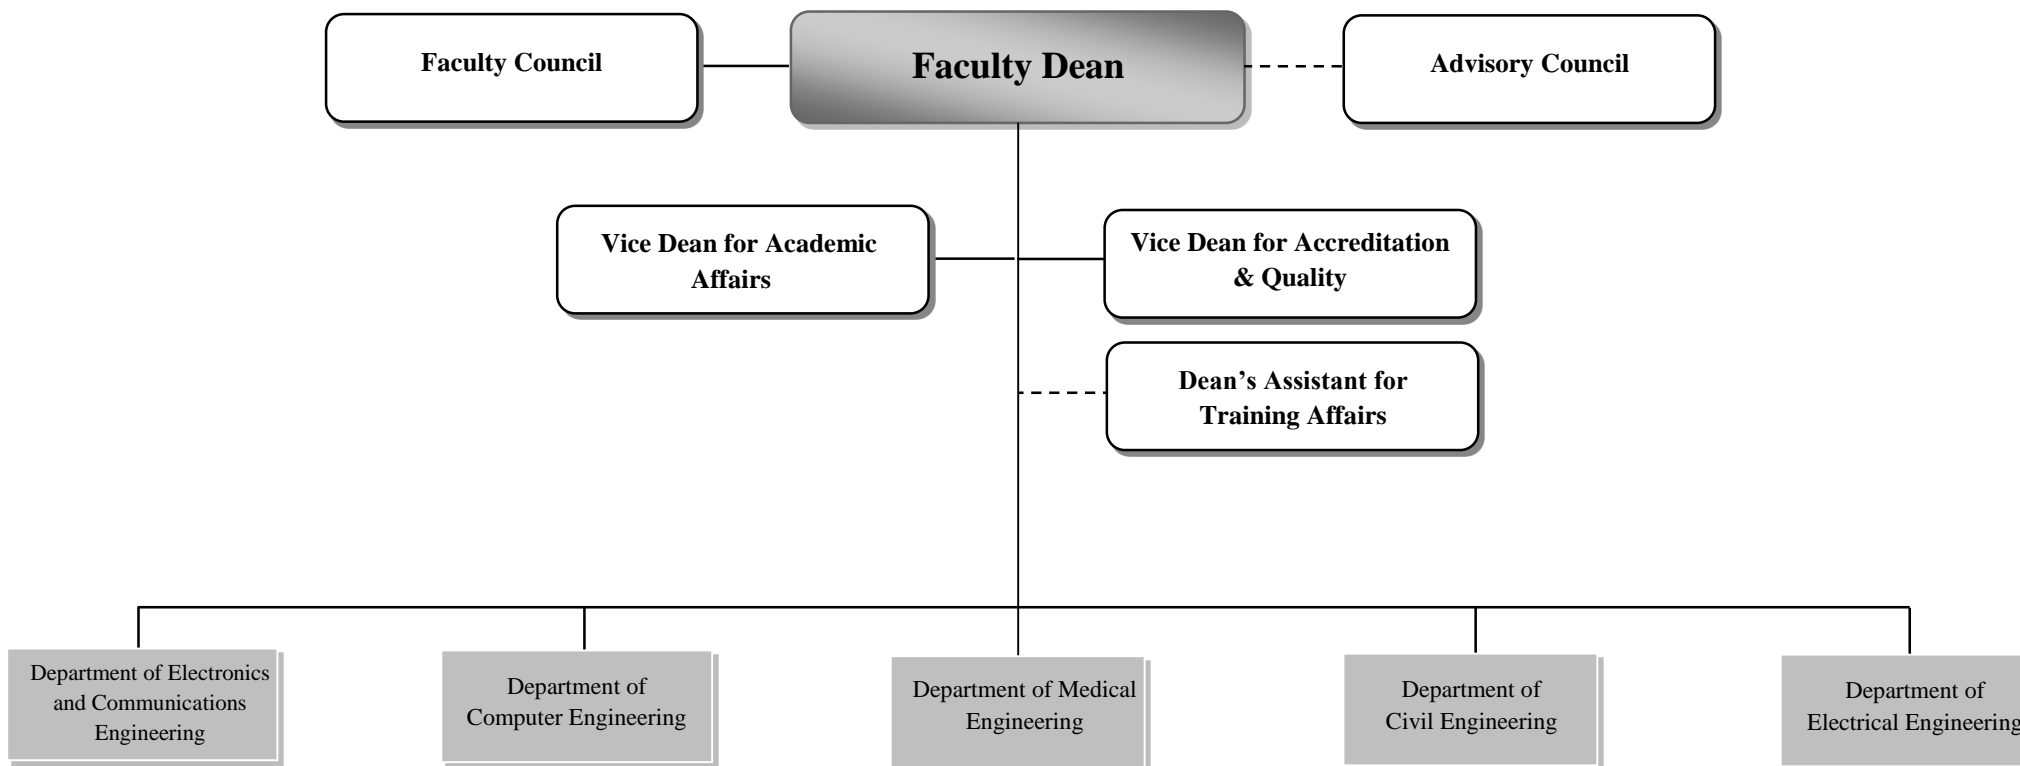 Faculty Council
Faculty Dean
Advisory Council
Vice Dean for Academic
Affairs
Vice Dean for Accreditation
& Quality
Dean’s Assistant for
Training Affairs
Department of Electronics
and Communications
Engineering
Department of
Computer Engineering
Department of Medical
Engineering
Department of
Civil Engineering
Department of
Electrical Engineering